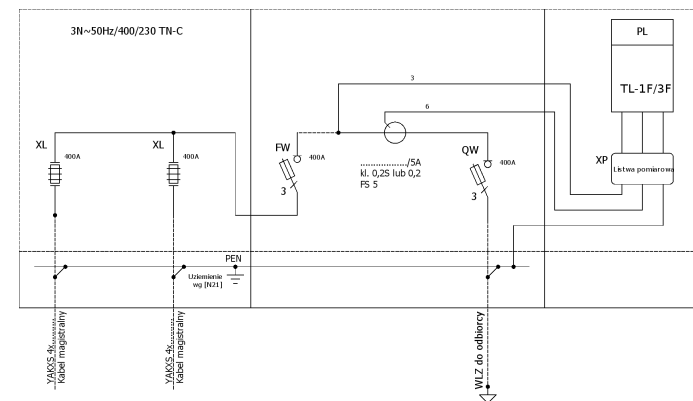 3N~50Hz/400/230 TN-C
PL
TL-1F/3F
3
6
XL
400A
XL
400A
FW
400A
3
............../5A
kl. 0,2S lub 0,2
FS 5
QW
400A
3
XP
Listwa pomiarowa
PEN
Uziemienie
wg [N21]
YAKXS 4x..........
Kabel magistralny
YAKXS 4x..........
Kabel magistralny
WLZ do odbiorcy